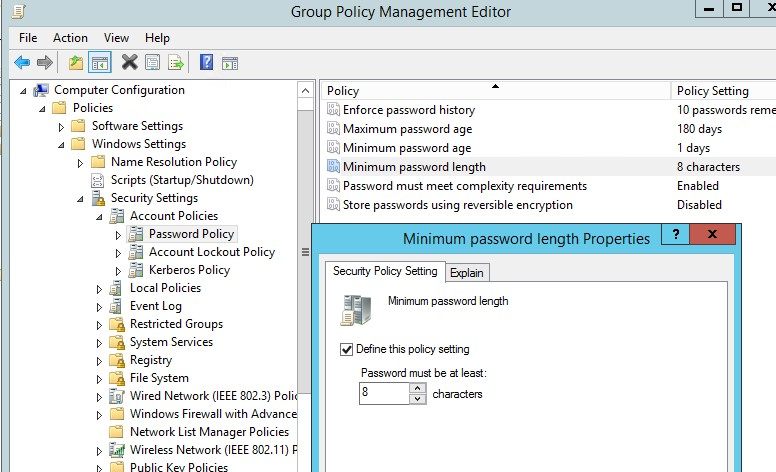 Group Policy Management Editor
File Action View Help
Computer Configuration
Policies
Software Settings
Windows Settings
Name Resolution Policy
Scripts (Startup/Shutdown)
Security Settings
Account Policies
Password Policy
Account Lockout Policy
Kerberos Policy
Local Policies
Event Log
Restricted Groups
System Services
Registry
File System
Wired Network (IEEE 802.3) Polic
Windows Firewall with Advance
Network List Manager Policies
Wireless Network (IEEE 802.11) P
Public Key Policies
Policy Policy Setting
Enforce password history 10 passwords reme
Maximum password age 180 days
Minimum password age 1 days
Minimum password length 8 characters
Password must meet complexity requirements Enabled
Store passwords using reversible encryption Disabled
Minimum password length Properties ? X
Security Policy Setting Explain
Minimum password length
Define this policy setting
Password must be at least:
8 characters